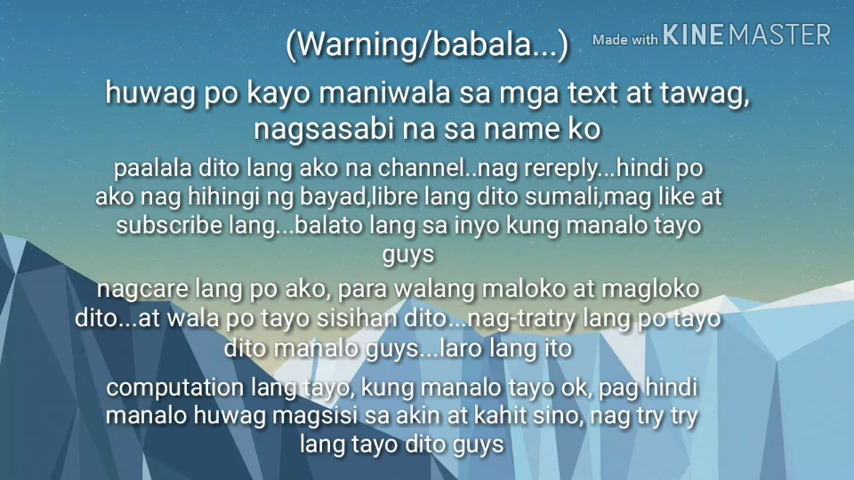 (Warning/babala...)
Made with KINEMASTER
huwag po kayo maniwala sa mga text at tawag,
nagsasabi na sa name ko
paalala dito lang ako na channel..nag rereply...hindi po
ako nag hihingi ng bayad,libre lang dito sumali,mag like at
subscribe lang...balato lang sa inyo kung manalo tayo
guys
nagcare lang po ako, para walang maloko at magloko
dito...at wala po tayo sisihan dito...nag-tratry lang po tayo
dito manalo guys...laro lang ito
computation lang tayo, kung manalo tayo ok, pag hindi
manalo huwag magsisi sa akin at kahit sino, nag try try
lang tayo dito guys